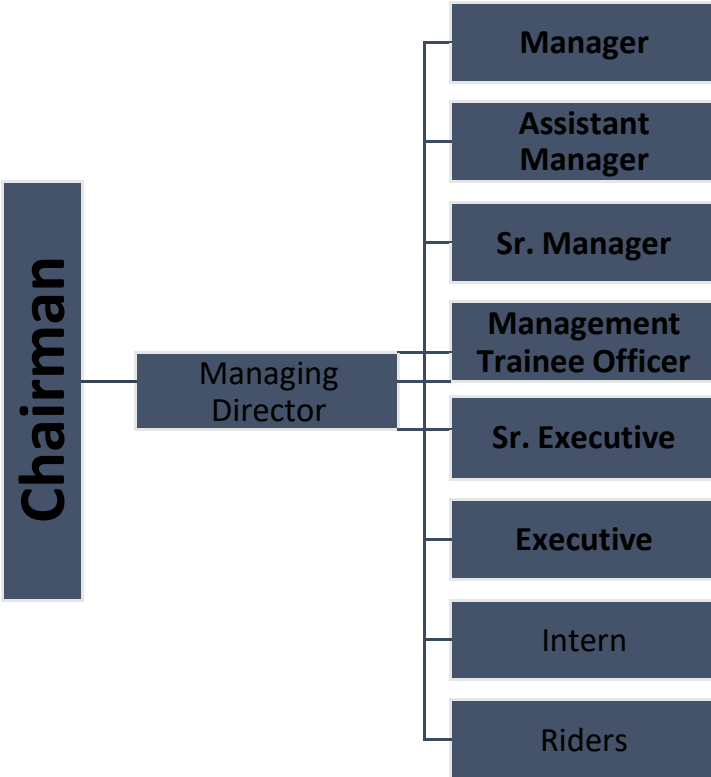 Chairman
Managing
Director
Manager
Assistant
Manager
Sr. Manager
Management
Trainee Officer
Sr. Executive
Executive
Intern
Riders